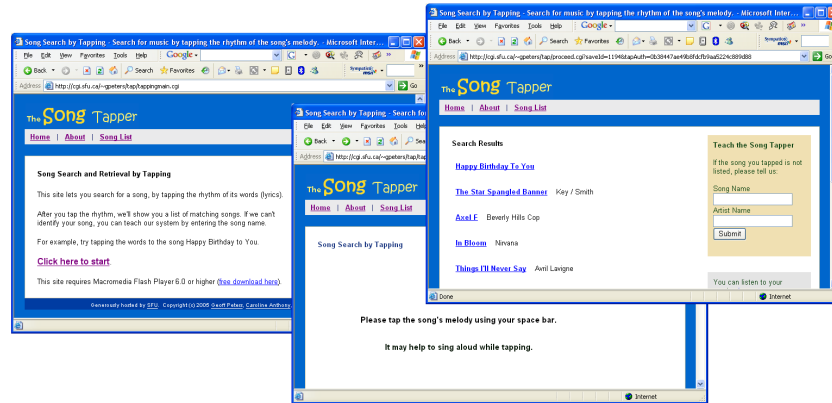 Song Search by Tapping - Search for music by tapping the rhythm of the song's melody. - Microsoft Inter...
File Edit View Favorites Tools Help Google
Back Search Favorites
Address http://cgi.sfu.ca/~gpeters/tap/tappingmain.cgi Go
The Song Tapper
Home | About | Song List
Song Search and Retrieval by Tapping
This site lets you search for a song, by tapping the rhythm of its words (lyrics).
After you tap the rhythm, we'll show you a list of matching songs. If we can't
identify your song, you can teach our system by entering the song name.
For example, try tapping the words to the song Happy Birthday to You.
Click here to start
This site requires Macromedia Flash Player 6.0 or higher (free download here).
Generously hosted by SFU. Copyright (c) 2005 Geoff Peters, Caroline Anthony,
Song Search by Tapping - Search fo
File Edit View Favorites Tools Help
Back Sea
Address http://cgi.sfu.ca/~gpeters/tap/tap
The Song Tapper
Home | About | Song List
Song Search by Tapping
Please tap the song's melody using your space bar.
It may help to sing aloud while tapping.
Internet
Song Search by Tapping - Search for music by tapping the rhythm of the song's melody. - Microsoft Inter...
File Edit View Favorites Tools Help Google
Back Search Favorites
Address Go
The Song Tapper
Home | About | Song List
Search Results
Happy Birthday To You
The Star Spangled Banner Key / Smith
Axel F Beverly Hills Cop
In Bloom Nirvana
Things I'll Never Say Avril Lavigne
Teach the Song Tapper
If the song you tapped is not
listed, please tell us:
Song Name
Artist Name
Submit
You can listen to your
Done Internet